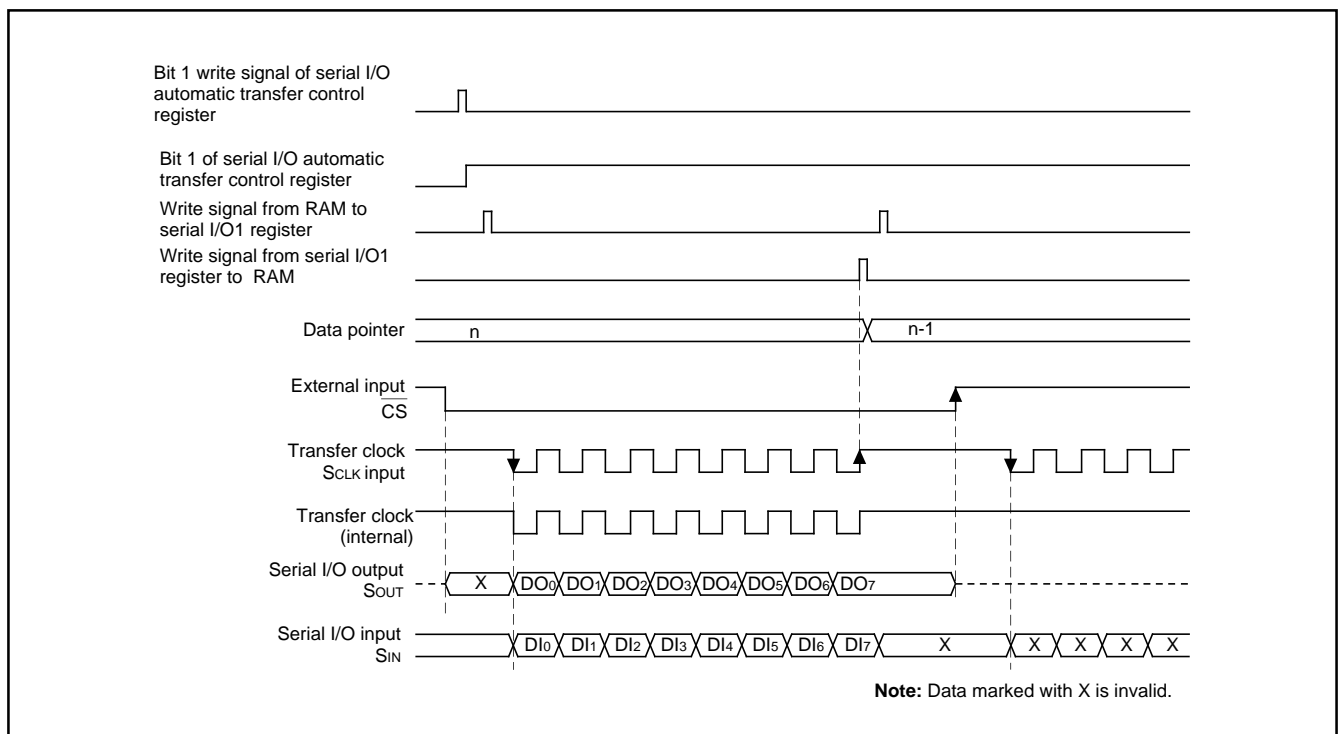 Bit 1 write signal of serial I/O
automatic transfer control
register
Bit 1 of serial I/O automatic
transfer control register
Write signal from RAM to
serial I/O1 register
Write signal from serial I/O1
register to RAM
Data pointer
n
n-1
External input
CS
Transfer clock
SCLK input
Transfer clock
(internal)
Serial I/O output
SOUT
X DO0 DO1 DO2 DO3 DO4 DO5 DO6 DO7
Serial I/O input
SIN
DI0 DI1 DI2 DI3 DI4 DI5 DI6 DI7 X X X X X
Note: Data marked with X is invalid.